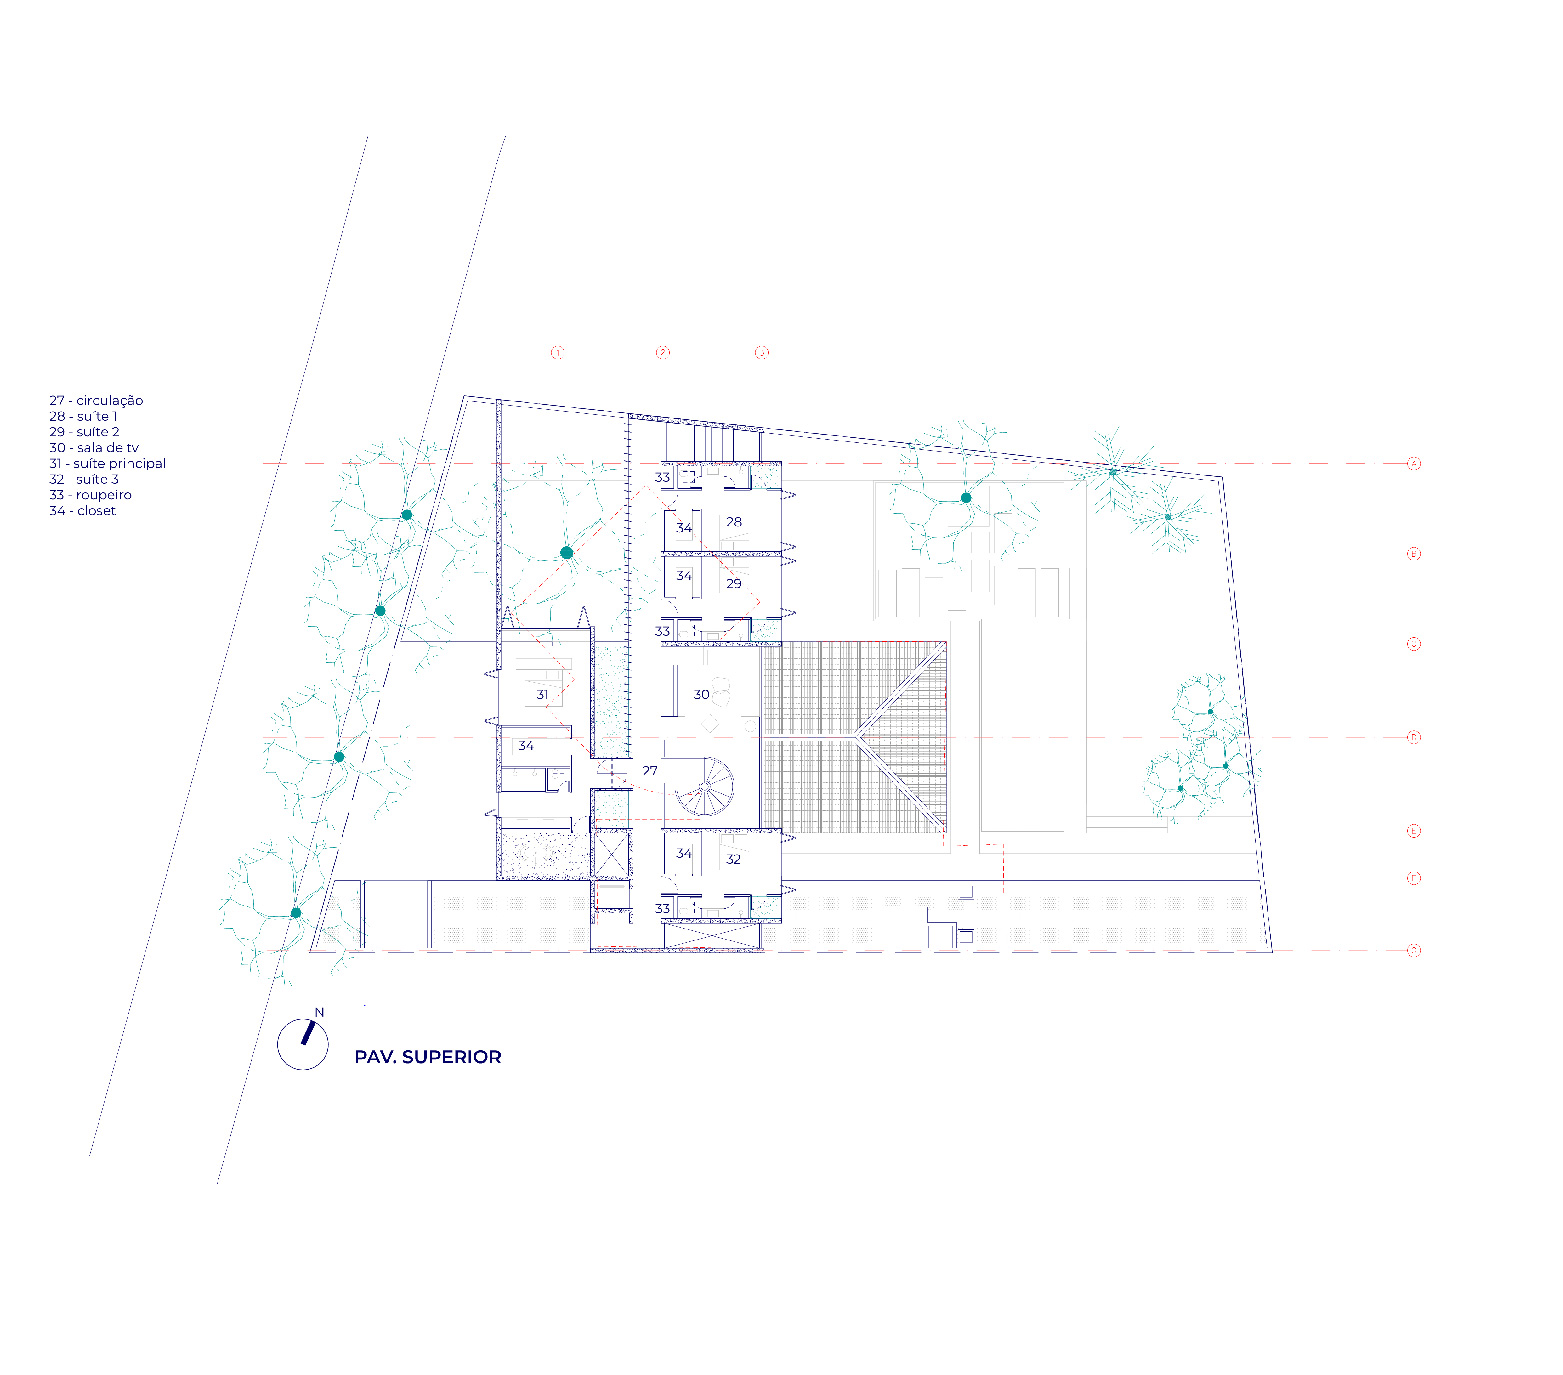 1 2 3
27 - circulação
28 - suíte 1
29 - suíte 2
30 - sala de tv
31 - suíte principal
32 - suíte 3
33 - roupeiro
34 - closet
A
33
34 28
B
34 29
33
31 30
34
D
27
E
34 32
33
N
PAV. SUPERIOR